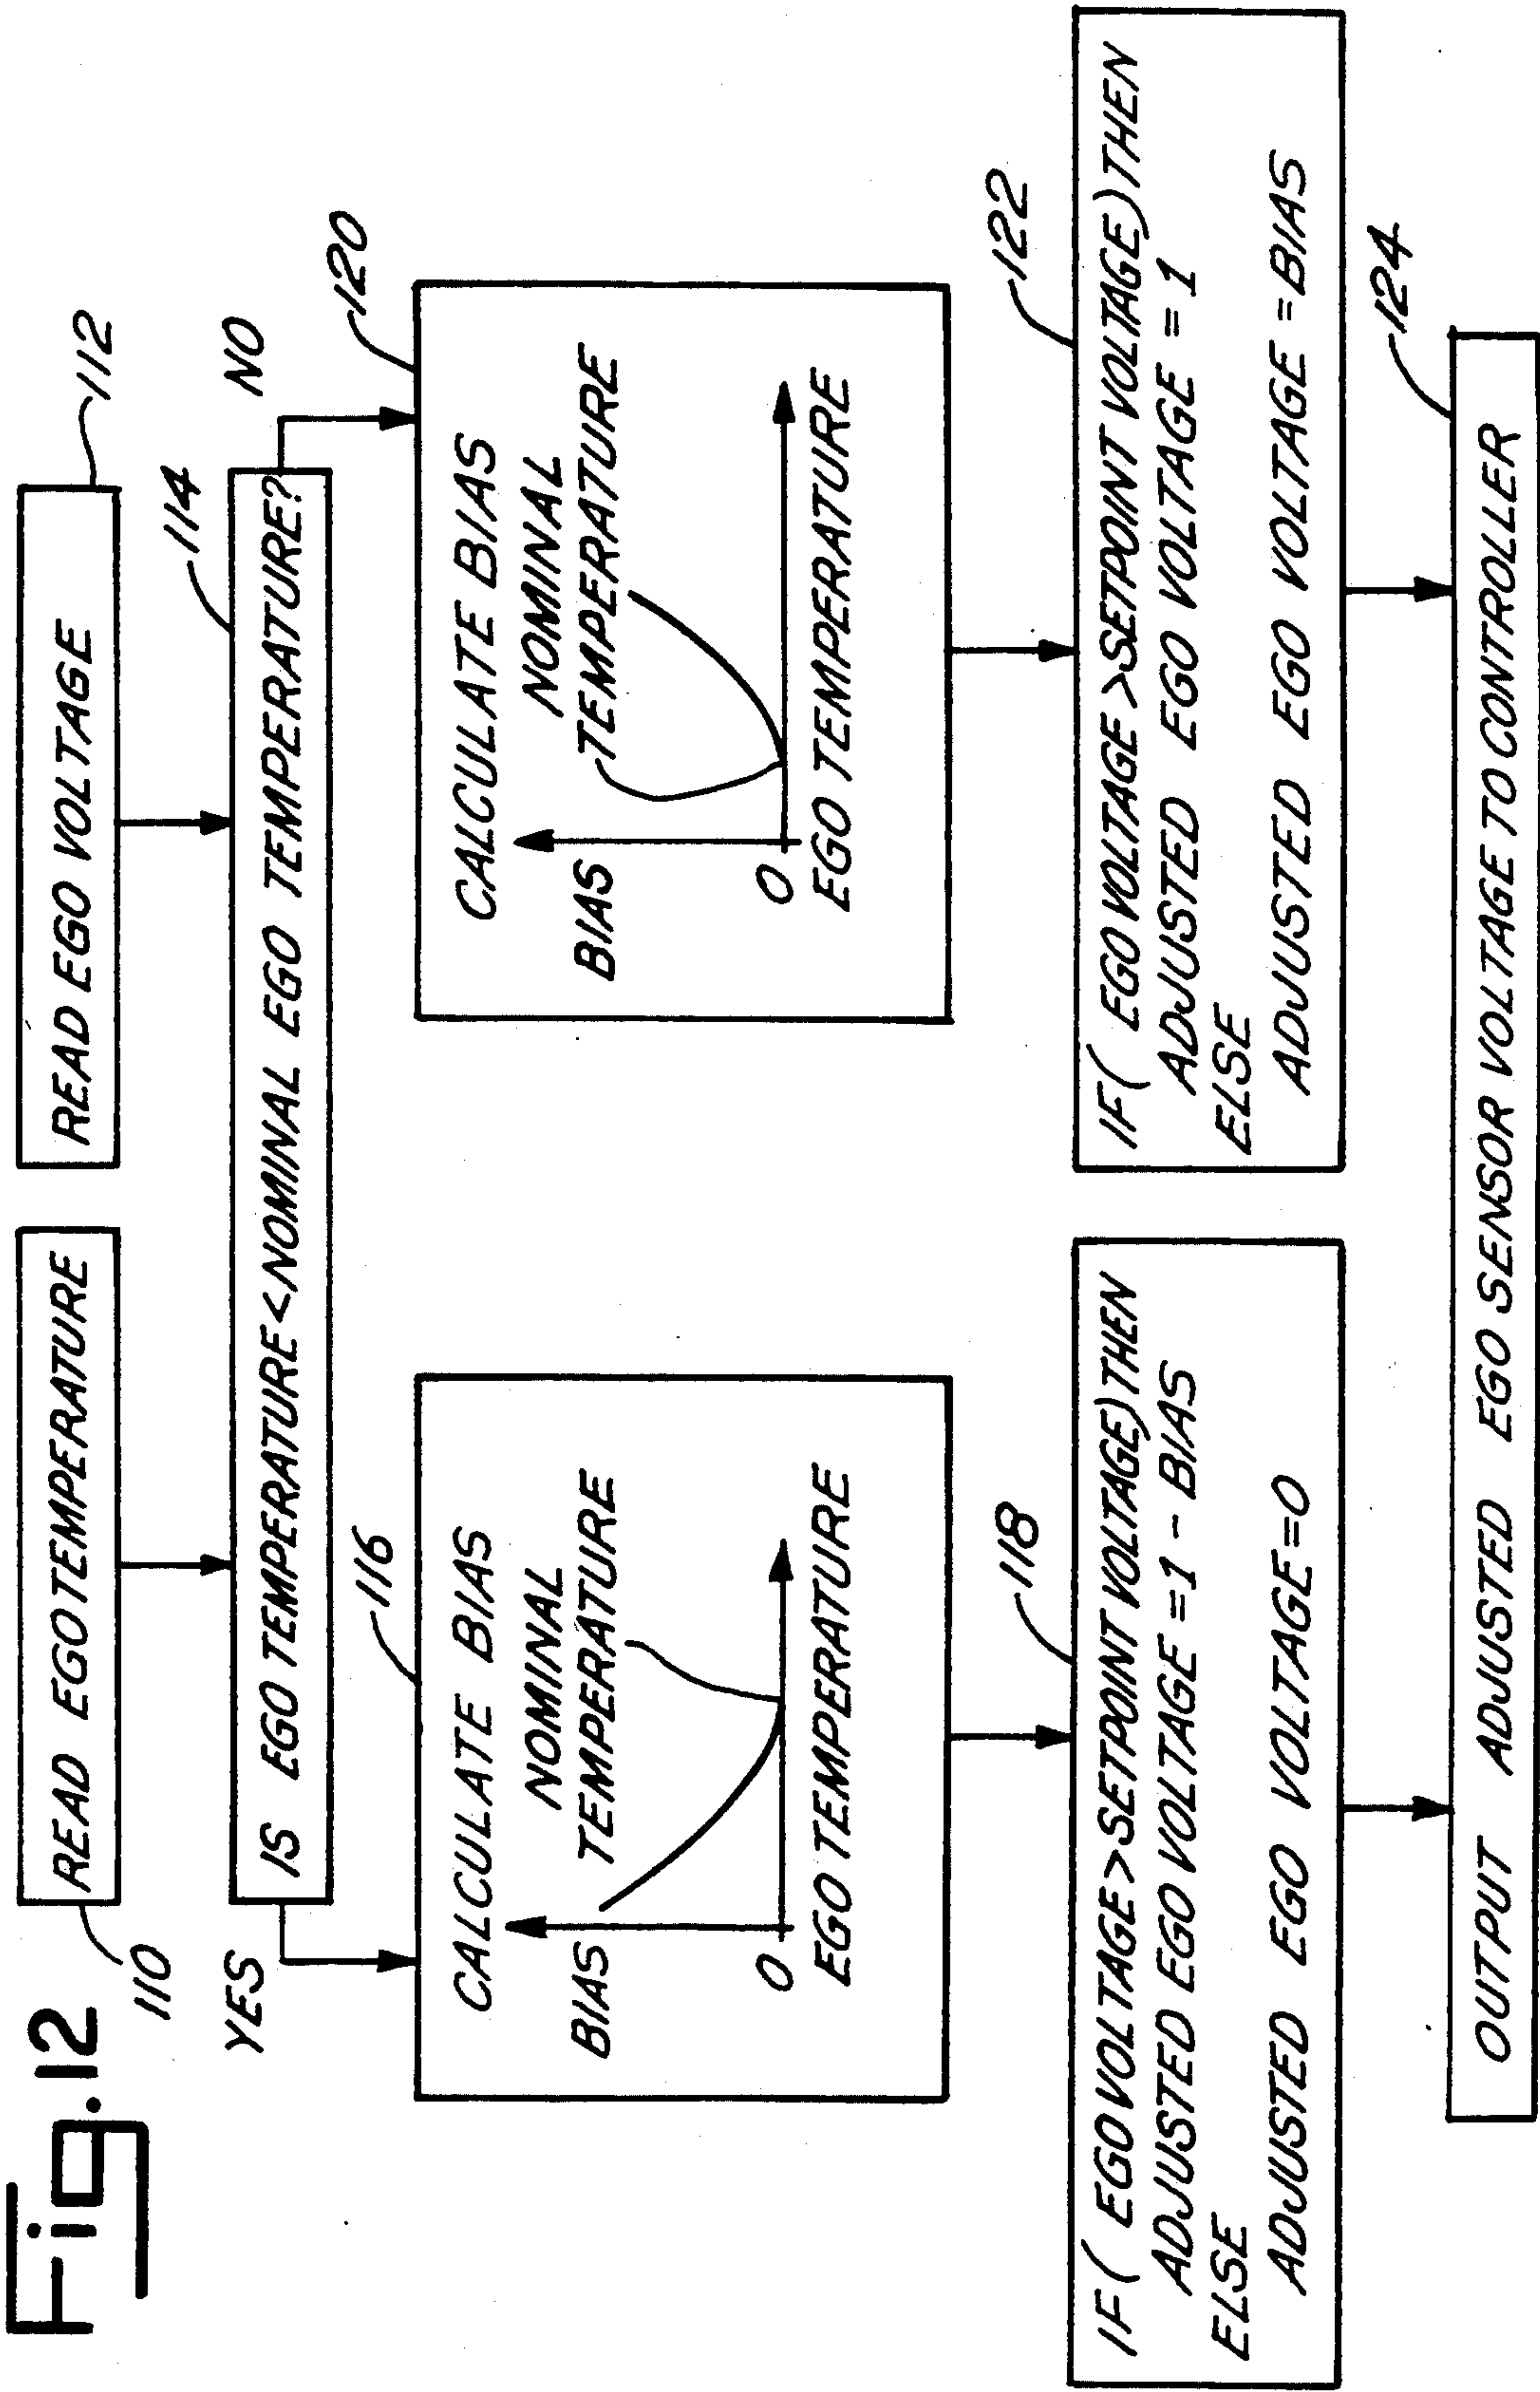 Fig. 12
READ EGO TEMPERATURE
110
READ EGO VOLTAGE
112
114
IS EGO TEMPERATURE < NOMINAL EGO TEMPERATURE?
YES
NO
116
CALCULATE BIAS
NOMINAL
TEMPERATURE
BIAS
0
EGO TEMPERATURE
120
CALCULATE BIAS
NOMINAL
TEMPERATURE
BIAS
0
EGO TEMPERATURE
118
IF ( EGO VOLTAGE > SETPOINT VOLTAGE) THEN
ADJUSTED EGO VOLTAGE = 1 - BIAS
ELSE
ADJUSTED EGO VOLTAGE = 0
122
IF ( EGO VOLTAGE > SETPOINT VOLTAGE) THEN
ADJUSTED EGO VOLTAGE = 1
ELSE
ADJUSTED EGO VOLTAGE = BIAS
124
OUTPUT ADJUSTED EGO SENSOR VOLTAGE TO CONTROLLER